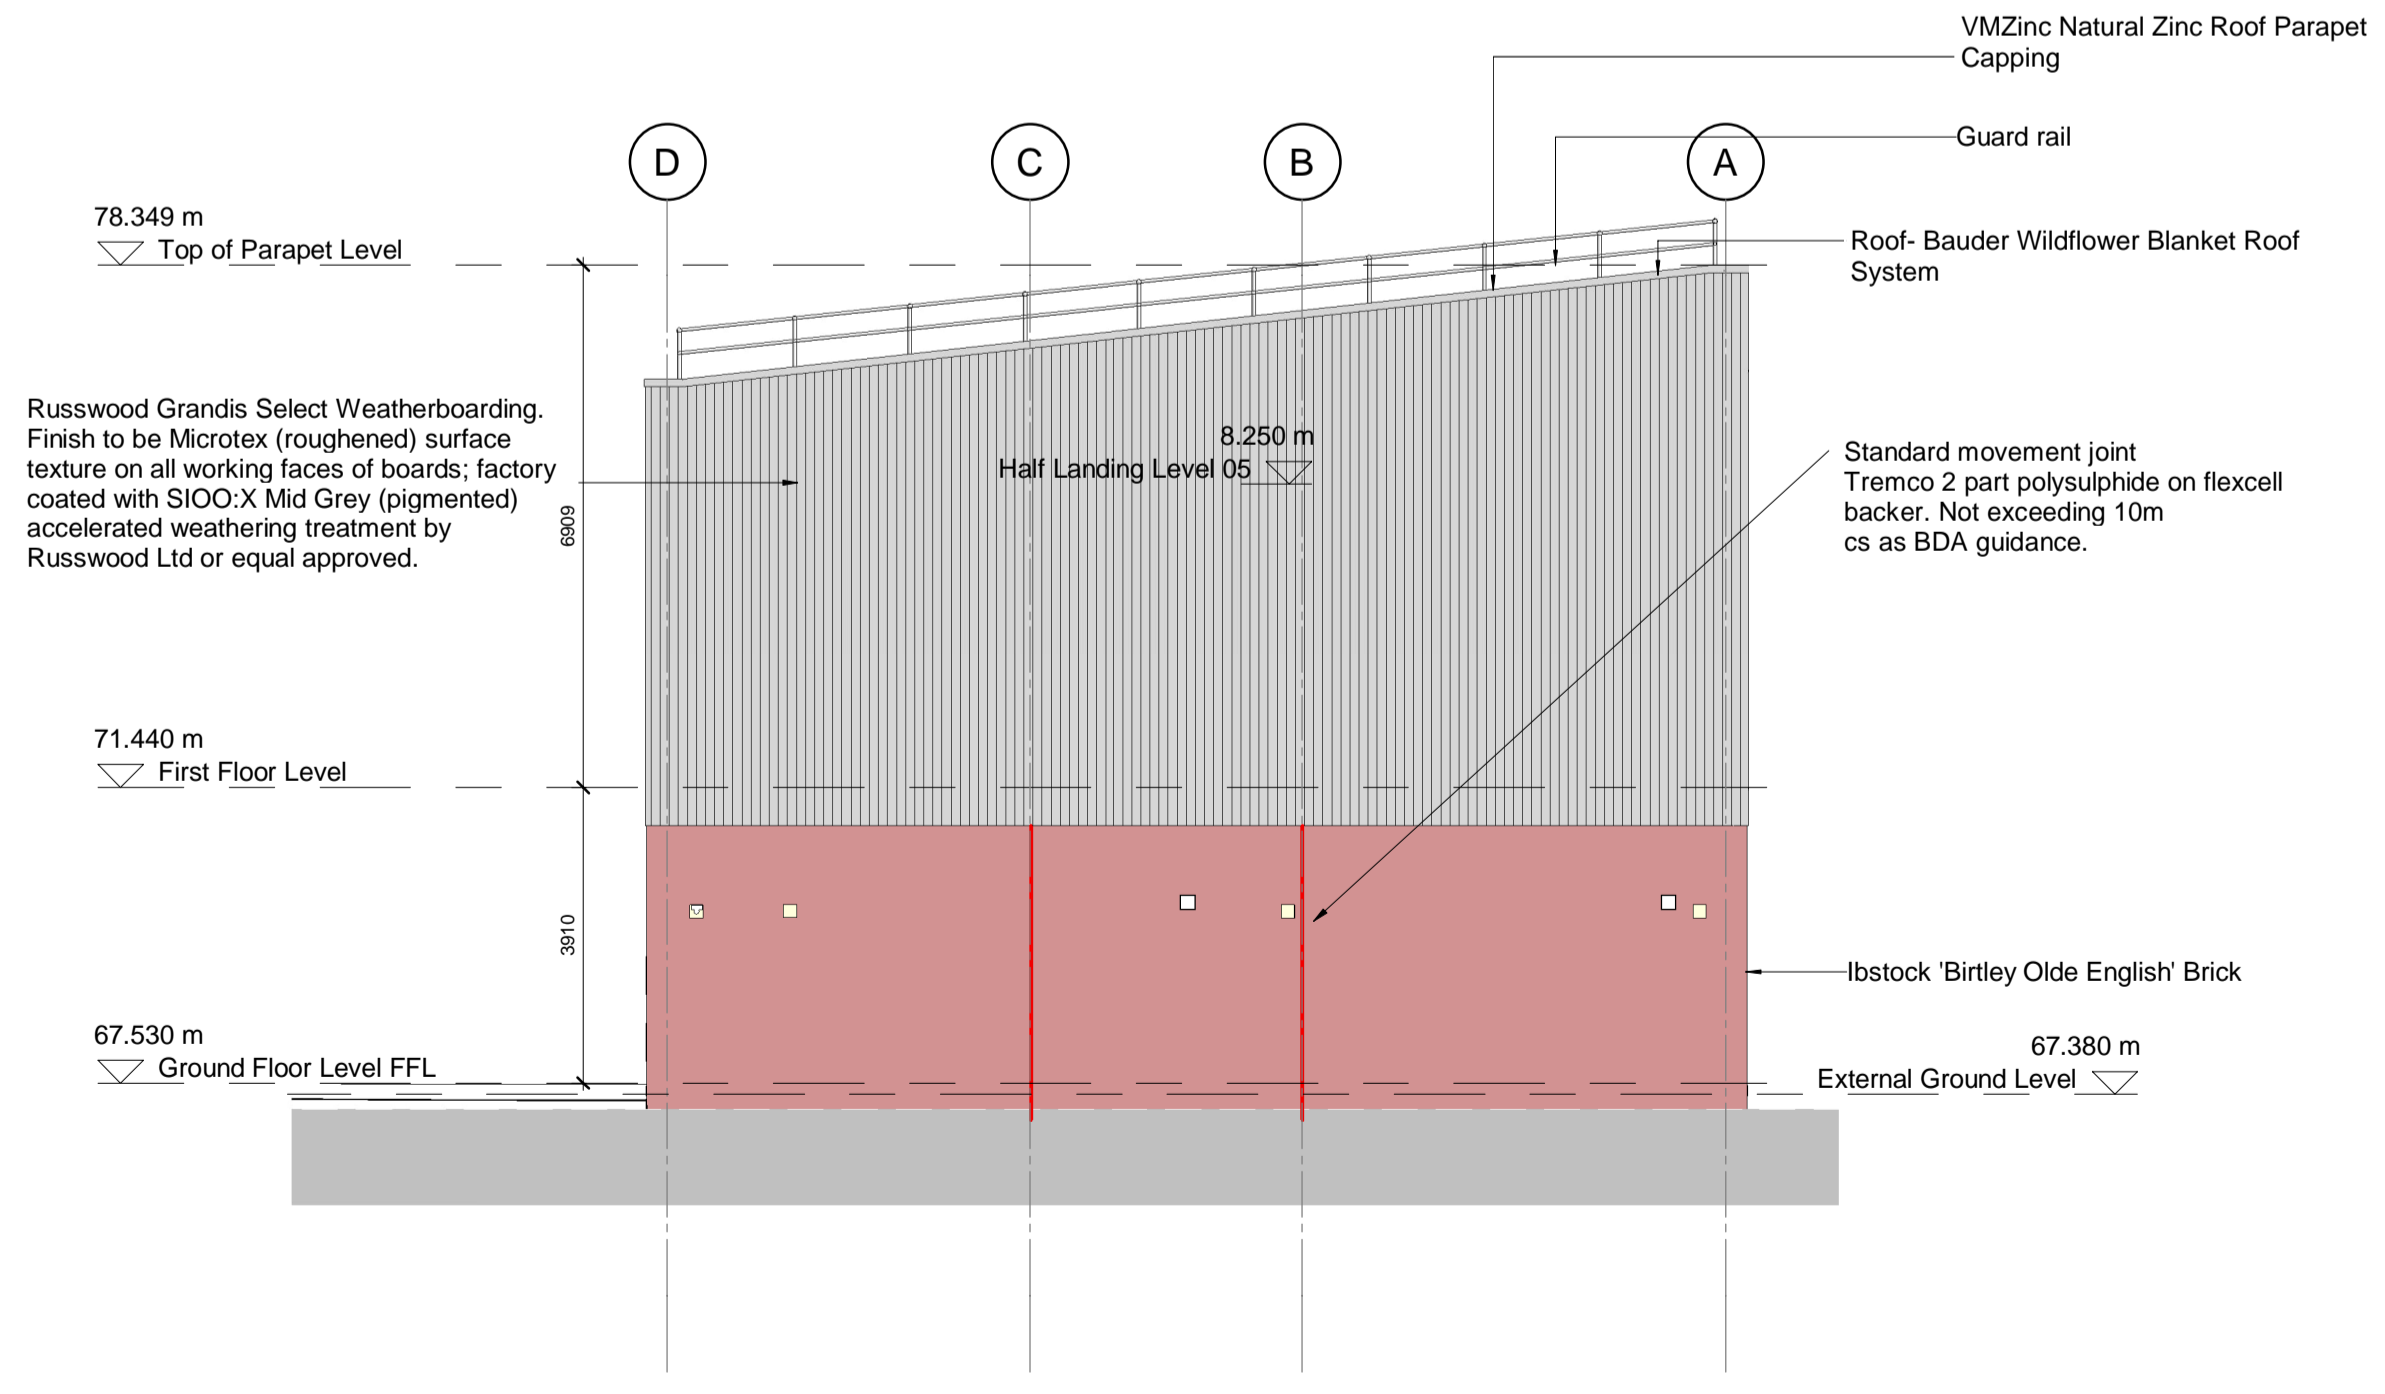 VMZinc Natural Zinc Roof Parapet
Capping
Guard rail
D
C
B
A
78.349 m
Top of Parapet Level
Roof- Bauder Wildflower Blanket Roof
System
Russwood Grandis Select Weatherboarding.
Finish to be Microtex (roughened) surface
texture on all working faces of boards; factory
coated with SIOO:X Mid Grey (pigmented)
accelerated weathering treatment by
Russwood Ltd or equal approved.
6909
8.250 m
Half Landing Level 05
Standard movement joint
Tremco 2 part polysulphide on flexcell
backer. Not exceeding 10m
cs as BDA guidance.
71.440 m
First Floor Level
3910
Ibstock 'Birtley Olde English' Brick
67.530 m
Ground Floor Level FFL
67.380 m
External Ground Level